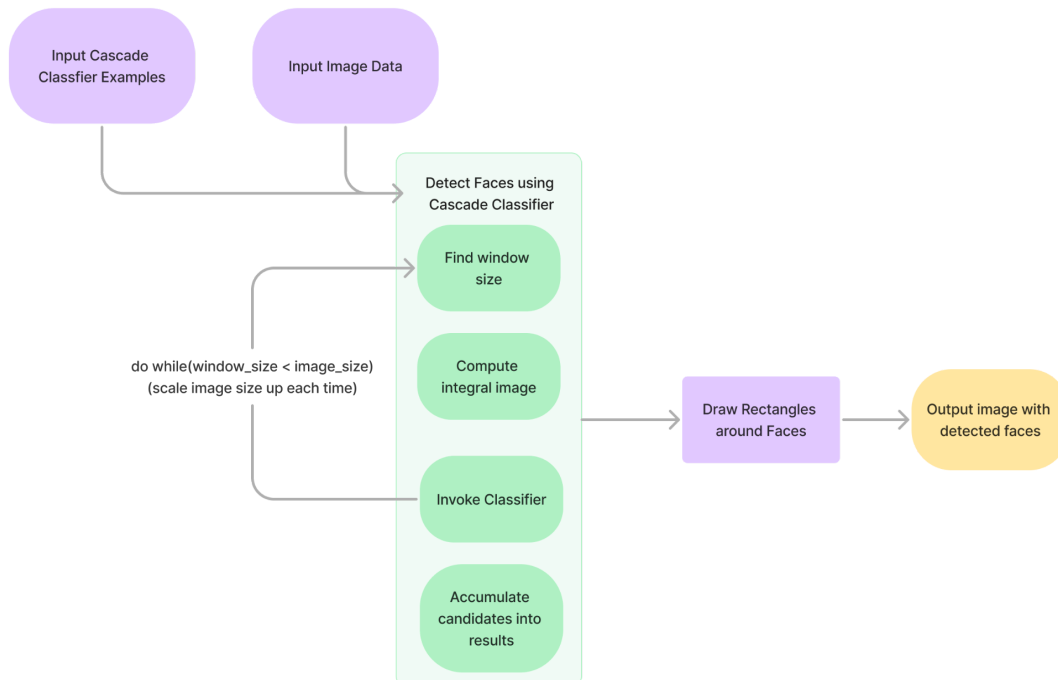 Input Cascade
Classfier Examples
Input Image Data
Detect Faces using
Cascade Classifier
Find window
size
do while(window_size < image_size)
(scale image size up each time)
Compute
integral image
Draw Rectangles
around Faces
Output image with
detected faces
Invoke Classifier
Accumulate
candidates into
results